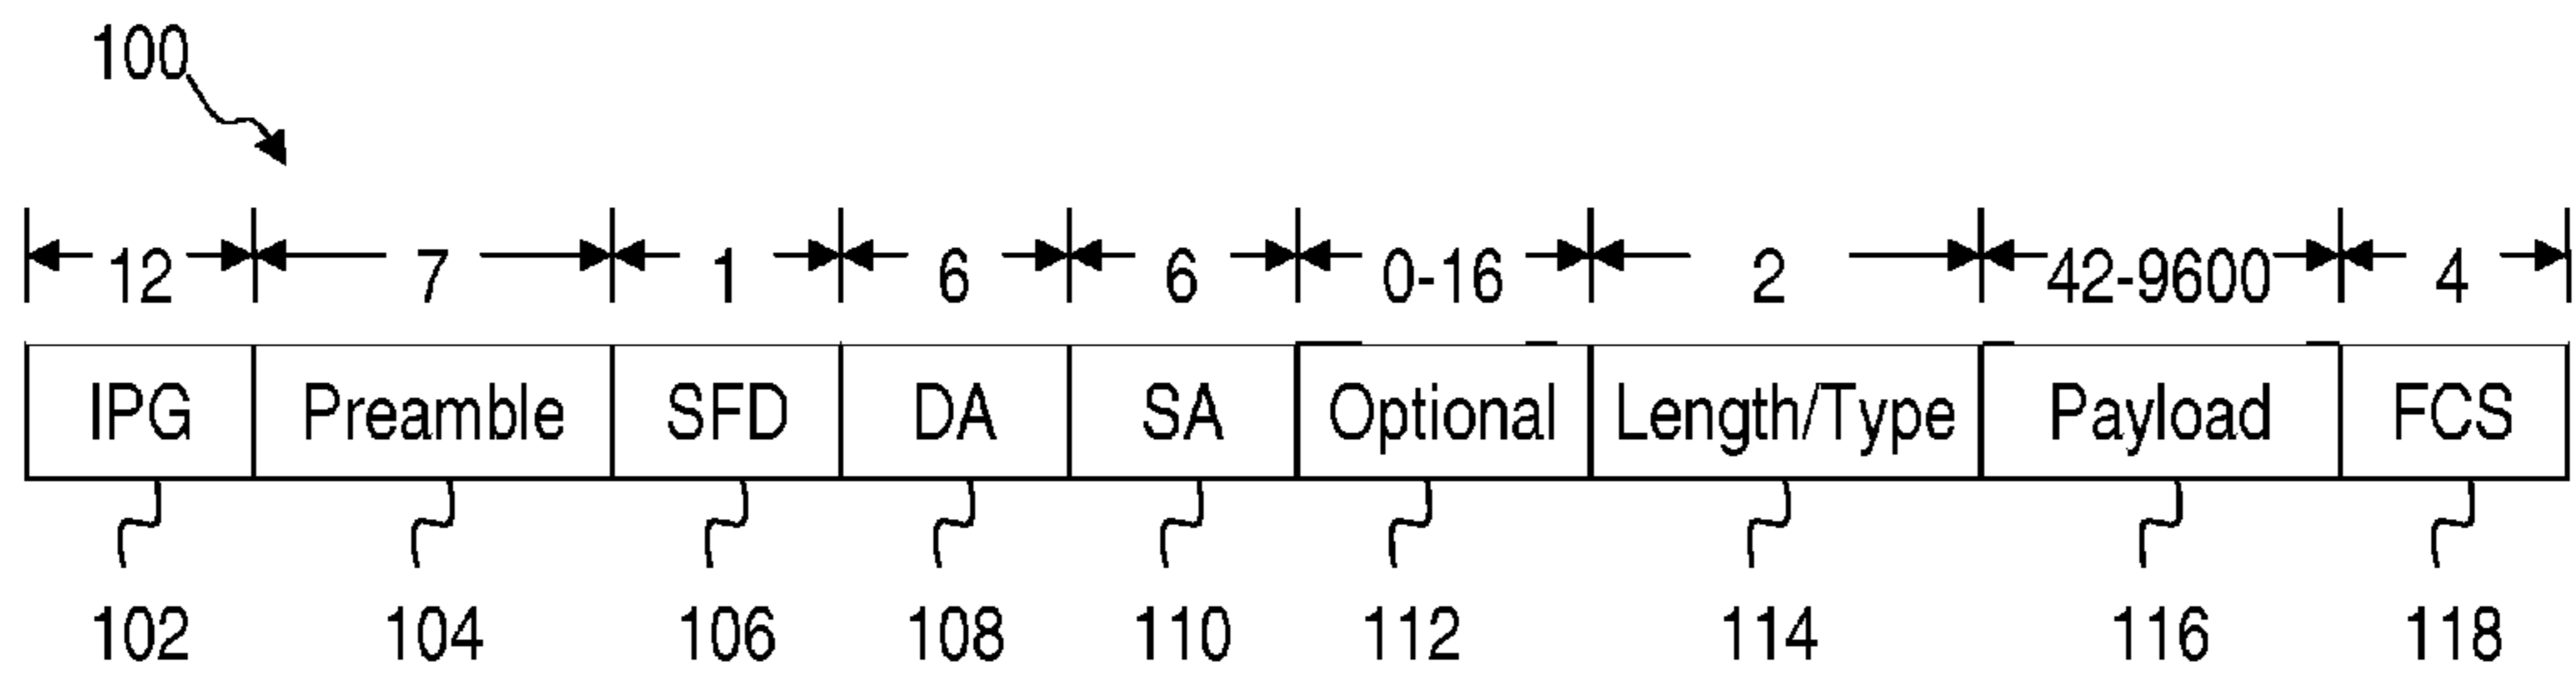 100
12 7 1 6 6 0-16 2 42-9600 4
IPG Preamble SFD DA SA Optional Length/Type Payload FCS
102 104 106 108 110 112 114 116 118